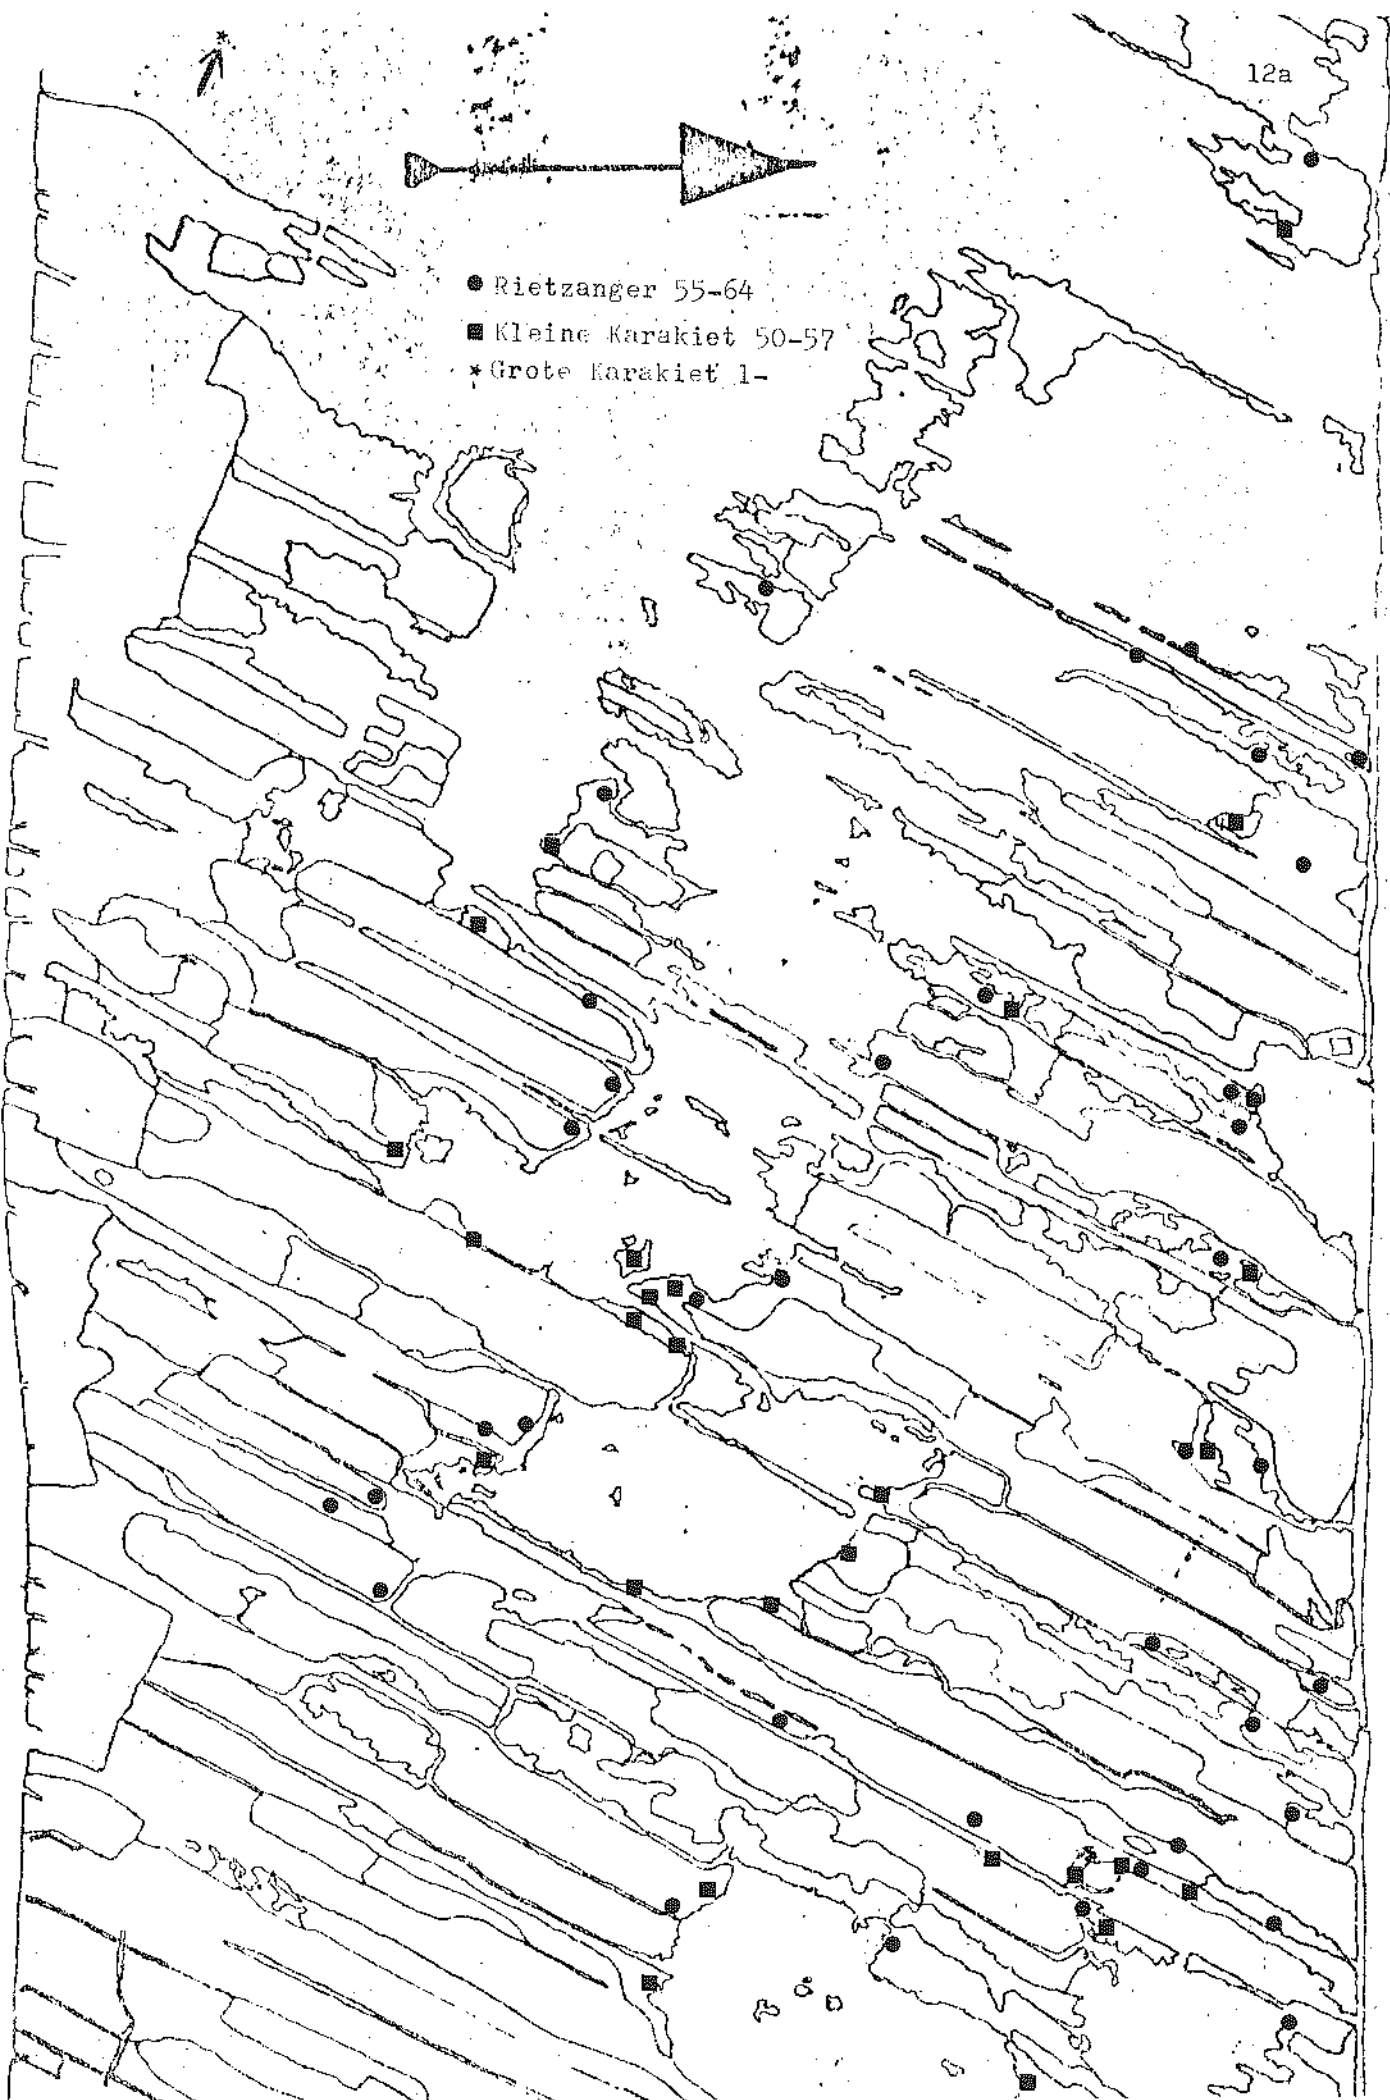 12a
● Rietzanger 55-64
■ Kleine Karakiet 50-57
* Grote Karakiet 1-